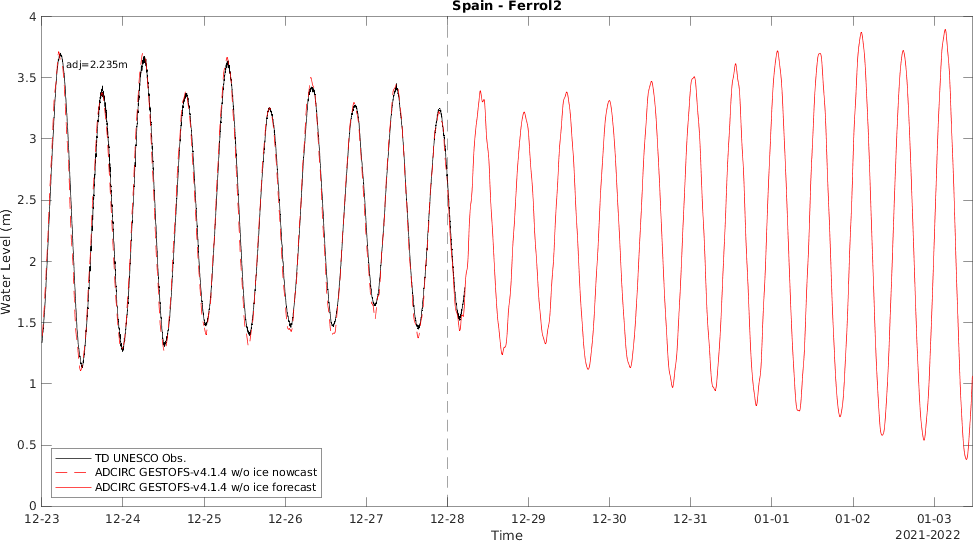 Spain - Ferrol2
4
3.5
3
2.5
2
1.5
1
0.5
0
Water Level (m)
adj=2.235m
TD UNESCO Obs.
ADCIRC GESTOFS-v4.1.4 w/o ice nowcast
ADCIRC GESTOFS-v4.1.4 w/o ice forecast
12-23 12-24 12-25 12-26 12-27 12-28 12-29 12-30 12-31 01-01 01-02 01-03
Time
2021-2022